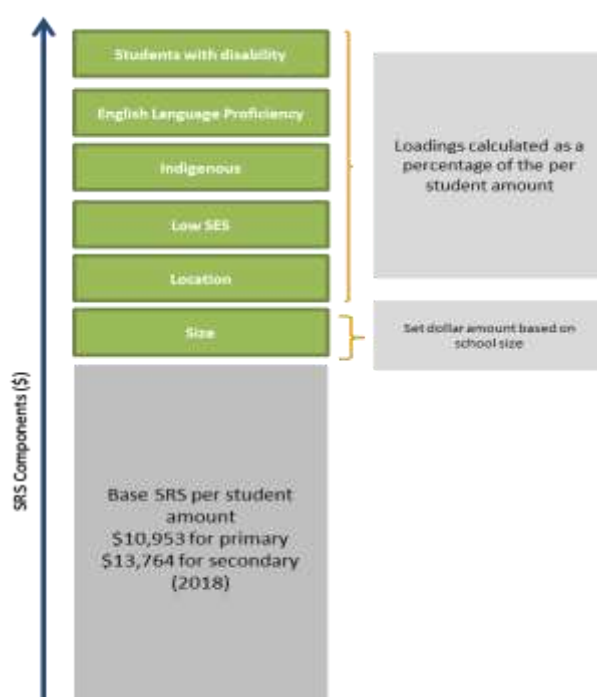 Students with disability
English Language Proficiency
Indigenous
Low SES
Location
Size
Loadings calculated as a
percentage of the per
student amount
Set dollar amount based on
school size
SRS Components ($)
Base SRS per student
amount
$10,953 for primary
$13,764 for secondary
(2018)